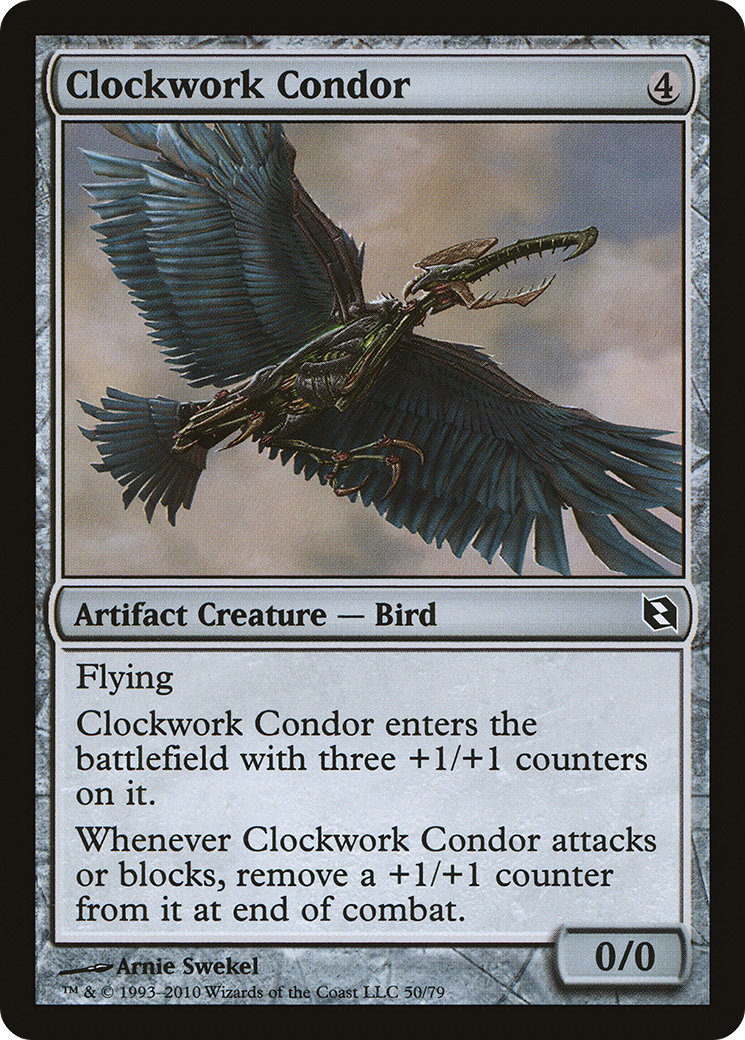 Clockwork Condor 4
Artifact Creature — Bird
Flying
Clockwork Condor enters the
battlefield with three +1/+1 counters
on it.
Whenever Clockwork Condor attacks
or blocks, remove a +1/+1 counter
from it at end of combat.
0/0
Arnie Swekel
™ & © 1993–2010 Wizards of the Coast LLC 50/79